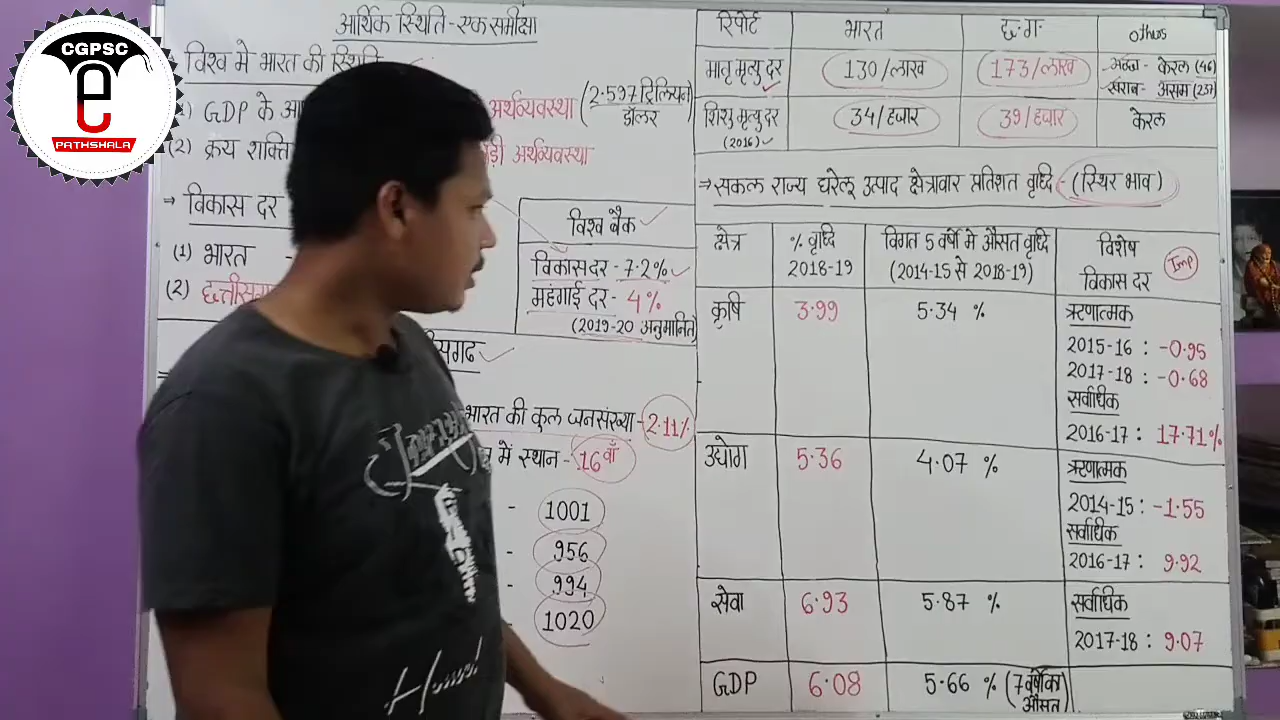 CGPSC
e
PATHSHALA
आर्थिक स्थिति - एक समीक्षा
विश्व मे भारत की स्थिति
1) GDP के आ
अर्थव्यवस्था (2.597 ट्रिलियन
डॉलर
(2) क्रय शक्ति
ड़ी अर्थव्यवस्था
→ विकास दर
(1) भारत -
(2) छत्तीसग
विश्व बैंक
विकास दर - 7.2%
महंगाई दर - 4%
(2019-20 अनुमानित)
सगढ
भारत की कूल जनसंख्या - 2.11%
में स्थान - 16वाँ
- 1001
- 956
- 994
- 1020
रिपोर्ट भारत छ.ग. others
मातृ मृत्यु दर 130/लाख 173/लाख अच्छा - केरल (46)
खराब - असम (237)
शिशु मृत्यु दर 34/हजार 39/हजार केरल
(2016)
→ सकल राज्य घरेलू उत्पाद क्षेत्रावार प्रतिशत वृध्दि - (स्थिर भाव)
क्षेत्र % वृध्दि विगत 5 वर्षो मे औसत वृध्दि विशेष Imp
2018-19 (2014-15 से 2018-19) विकास दर
कृषि 3.99 5.34 % ऋणात्मक
2015-16 : -0.95
2017-18 : -0.68
सर्वाधिक
2016-17 : 17.71%
उद्योग 5.36 4.07 % ऋणात्मक
2014-15 : -1.55
सर्वाधिक
2016-17 : 9.92
सेवा 6.93 5.87 % सर्वाधिक
2017-18 : 9.07
GDP 6.08 5.66 % (7 वर्षो का
औसत)